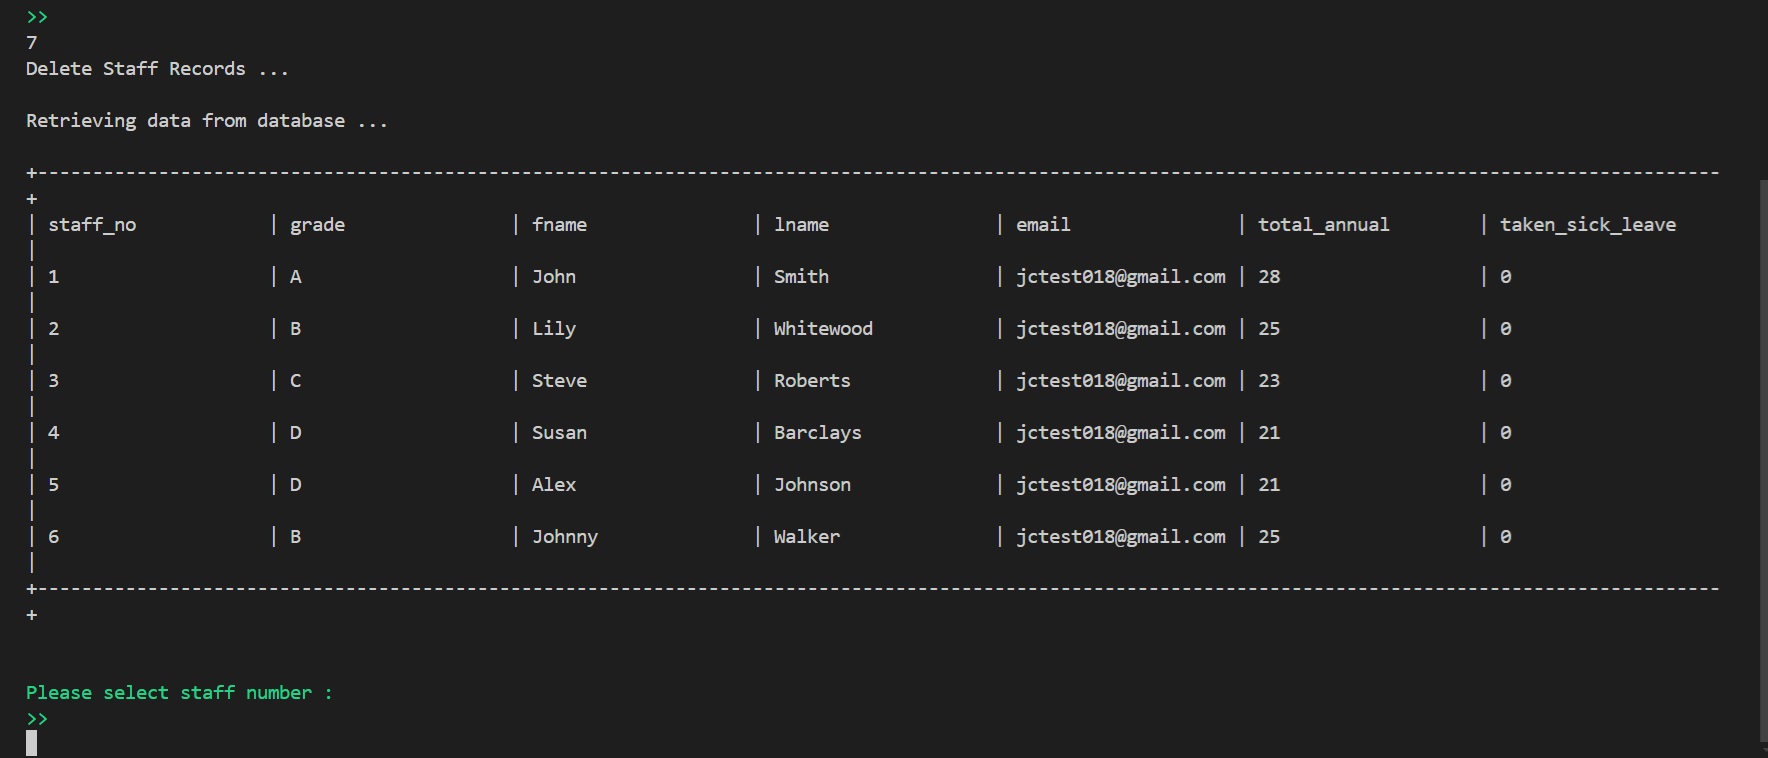 >>
7
Delete Staff Records ...
Retrieving data from database ...
+---------------------------------------------------------------------------------------------------------------------------------------------------------
+
| staff_no            | grade               | fname               | lname               | email               | total_annual        | taken_sick_leave
|
| 1                   | A                   | John                | Smith               | jctest018@gmail.com | 28                  | 0
|
| 2                   | B                   | Lily                | Whitewood           | jctest018@gmail.com | 25                  | 0
|
| 3                   | C                   | Steve               | Roberts             | jctest018@gmail.com | 23                  | 0
|
| 4                   | D                   | Susan               | Barclays            | jctest018@gmail.com | 21                  | 0
|
| 5                   | D                   | Alex                | Johnson             | jctest018@gmail.com | 21                  | 0
|
| 6                   | B                   | Johnny              | Walker              | jctest018@gmail.com | 25                  | 0
|
+---------------------------------------------------------------------------------------------------------------------------------------------------------
+
Please select staff number :
>>